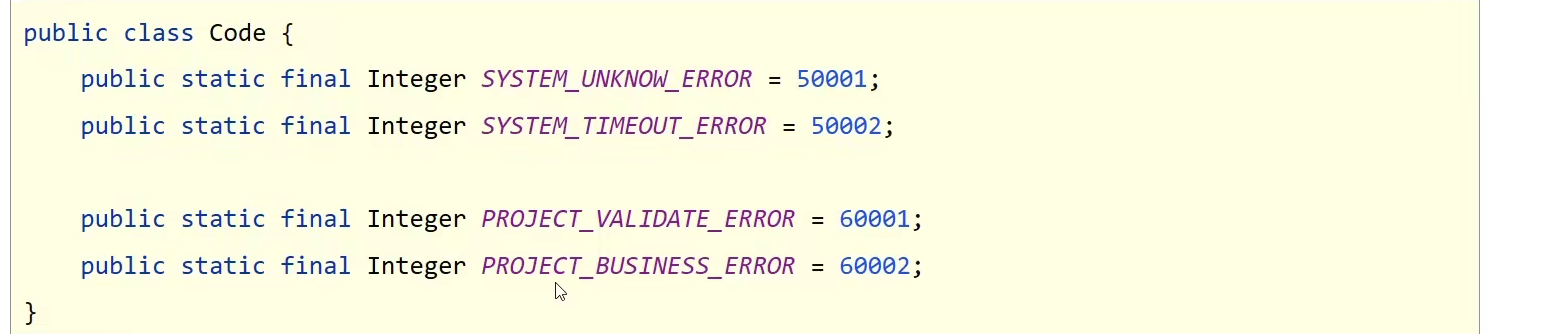 public class Code {
    public static final Integer SYSTEM_UNKNOW_ERROR = 50001;
    public static final Integer SYSTEM_TIMEOUT_ERROR = 50002;
    public static final Integer PROJECT_VALIDATE_ERROR = 60001;
    public static final Integer PROJECT_BUSINESS_ERROR = 60002;
}